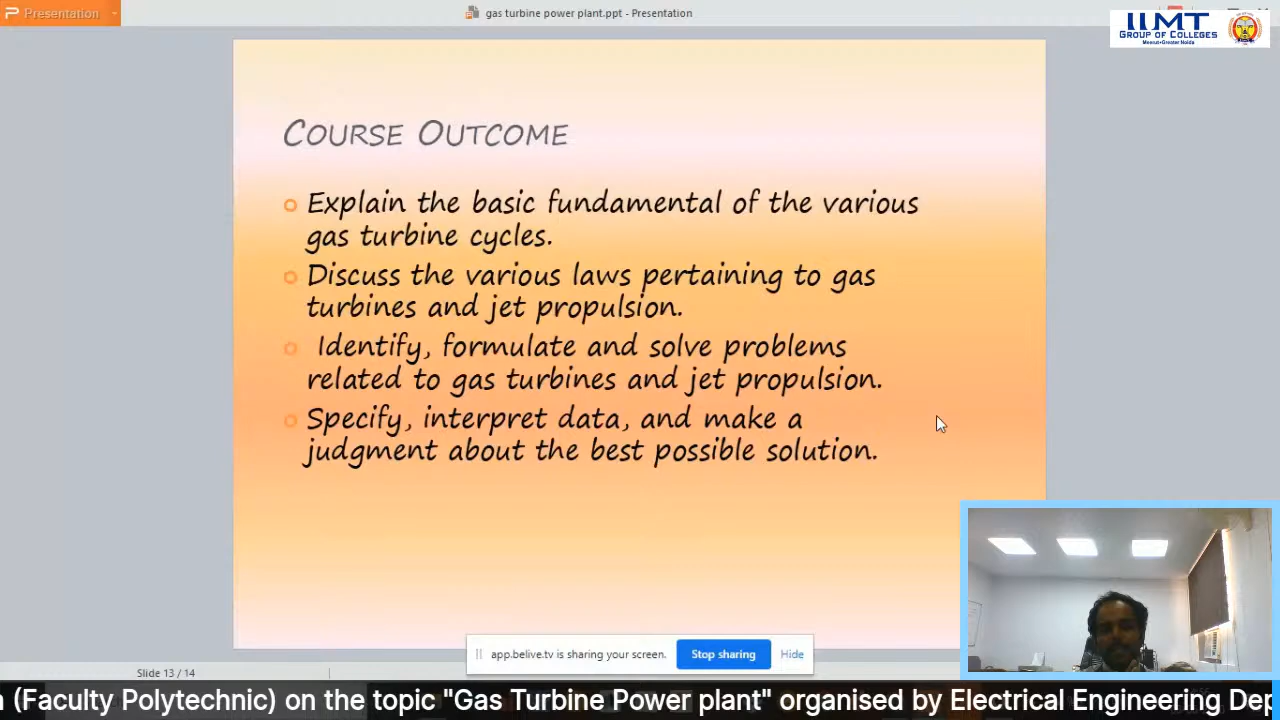 Presentation
gas turbine power plant.ppt - Presentation
IIMT
GROUP OF COLLEGES
Meerut•Greater Noida
COURSE OUTCOME
Explain the basic fundamental of the various
gas turbine cycles.
Discuss the various laws pertaining to gas
turbines and jet propulsion.
Identify, formulate and solve problems
related to gas turbines and jet propulsion.
Specify, interpret data, and make a
judgment about the best possible solution.
app.belive.tv is sharing your screen.
Stop sharing
Hide
Slide 13 / 14
(Faculty Polytechnic) on the topic "Gas Turbine Power plant" organised by Electrical Engineering Dep